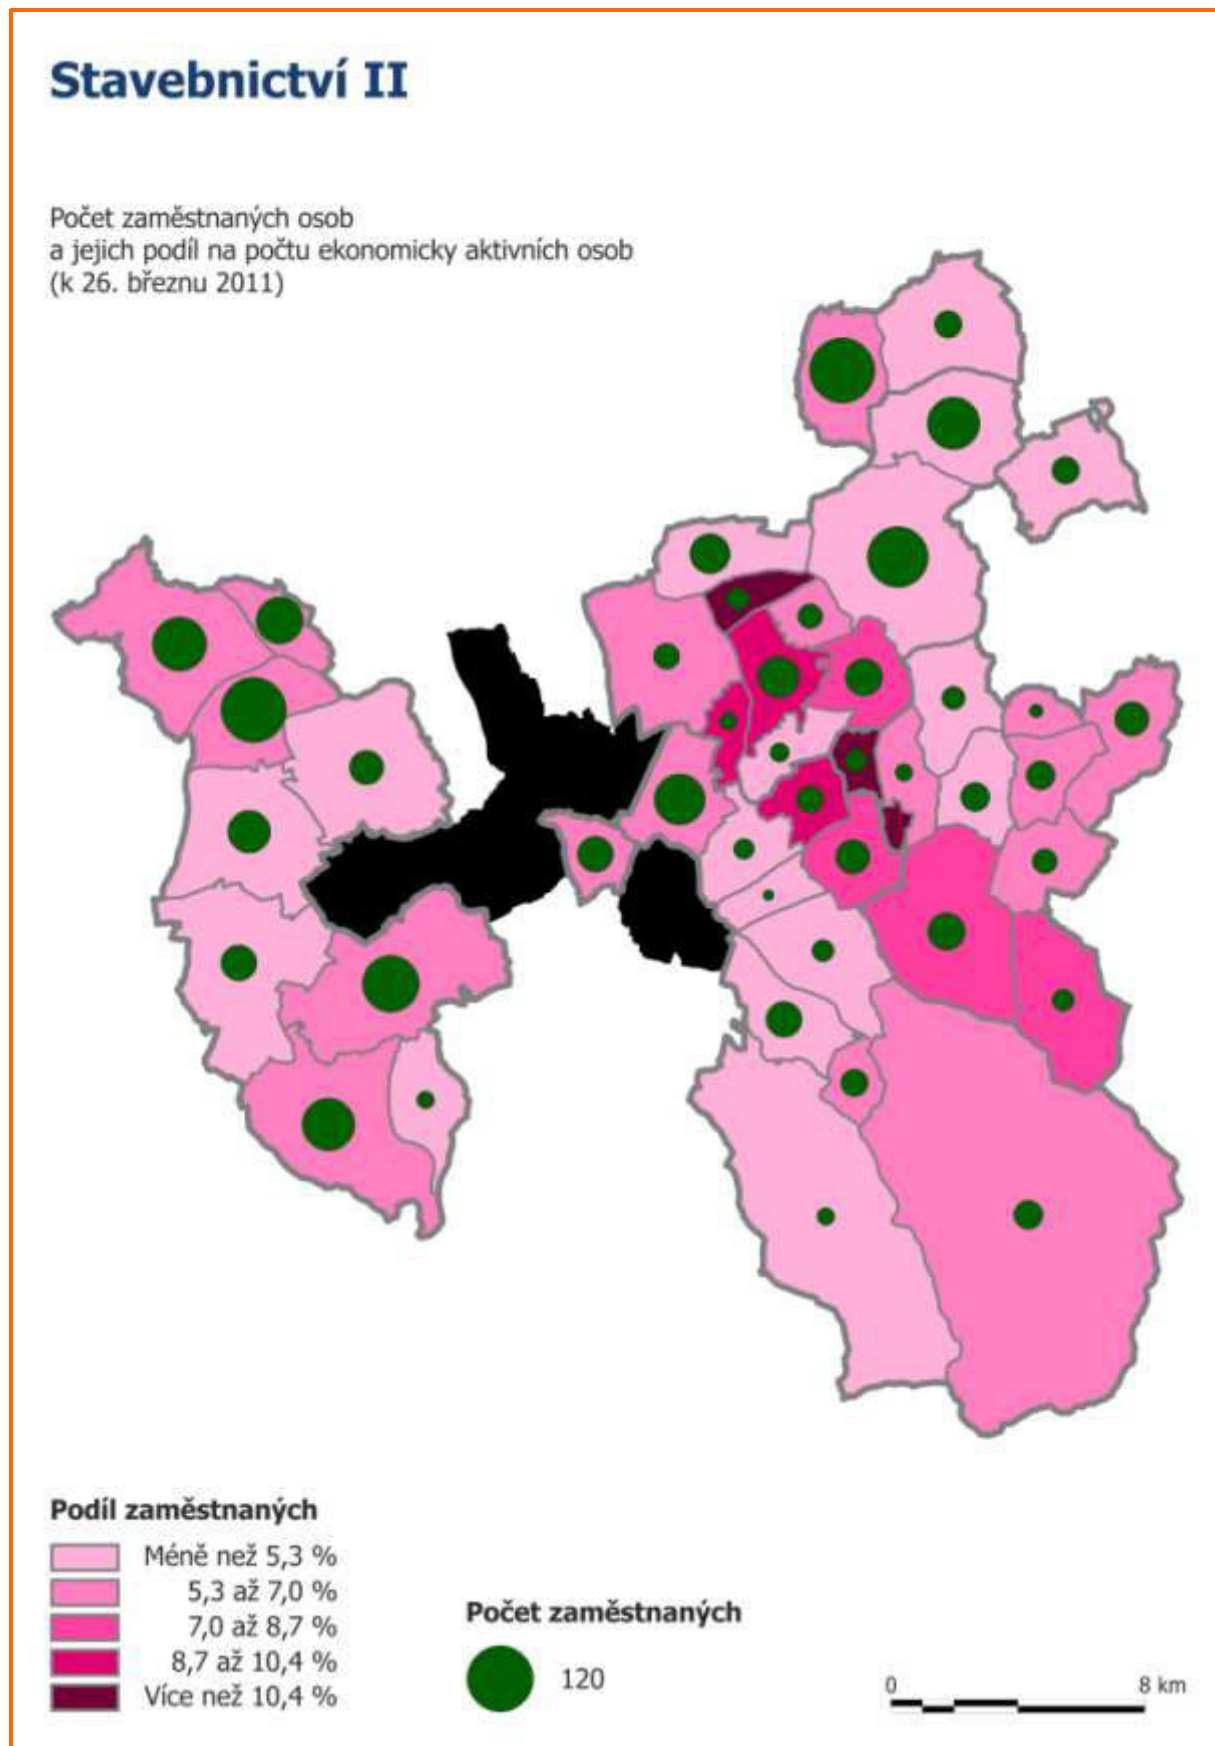 Stavebnictví II
Počet zaměstnaných osob
a jejich podíl na počtu ekonomicky aktivních osob
(k 26. březnu 2011)
Podíl zaměstnaných
Méně než 5,3 %
5,3 až 7,0 %
7,0 až 8,7 %
8,7 až 10,4 %
Více než 10,4 %
Počet zaměstnaných
120
0 8 km